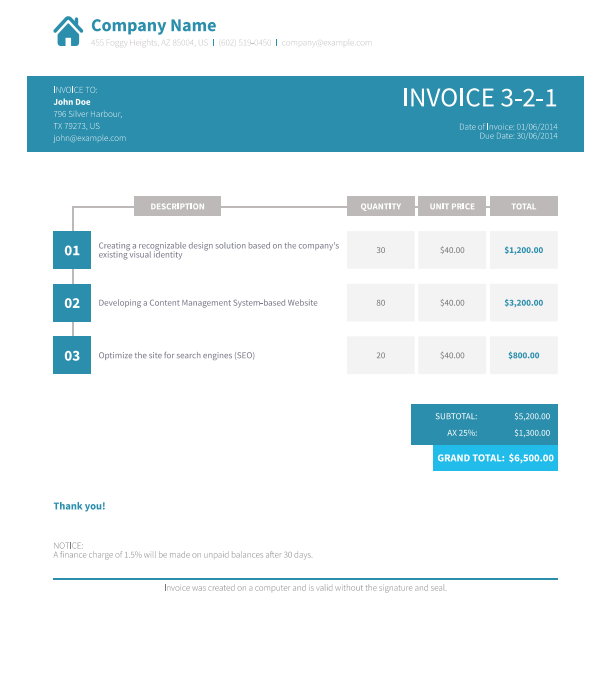 Company Name
455 Foggy Heights, AZ 85004, US | (602) 519-0450 | company@example.com
INVOICE TO:
John Doe
796 Silver Harbour,
TX 79273, US
john@example.com
INVOICE 3-2-1
Date of Invoice: 01/06/2014
Due Date: 30/06/2014
DESCRIPTION QUANTITY UNIT PRICE TOTAL
01 Creating a recognizable design solution based on the company's
existing visual identity 30 $40.00 $1,200.00
02 Developing a Content Management System-based Website 80 $40.00 $3,200.00
03 Optimize the site for search engines (SEO) 20 $40.00 $800.00
SUBTOTAL: $5,200.00
AX 25%: $1,300.00
GRAND TOTAL: $6,500.00
Thank you!
NOTICE:
A finance charge of 1.5% will be made on unpaid balances after 30 days.
Invoice was created on a computer and is valid without the signature and seal.